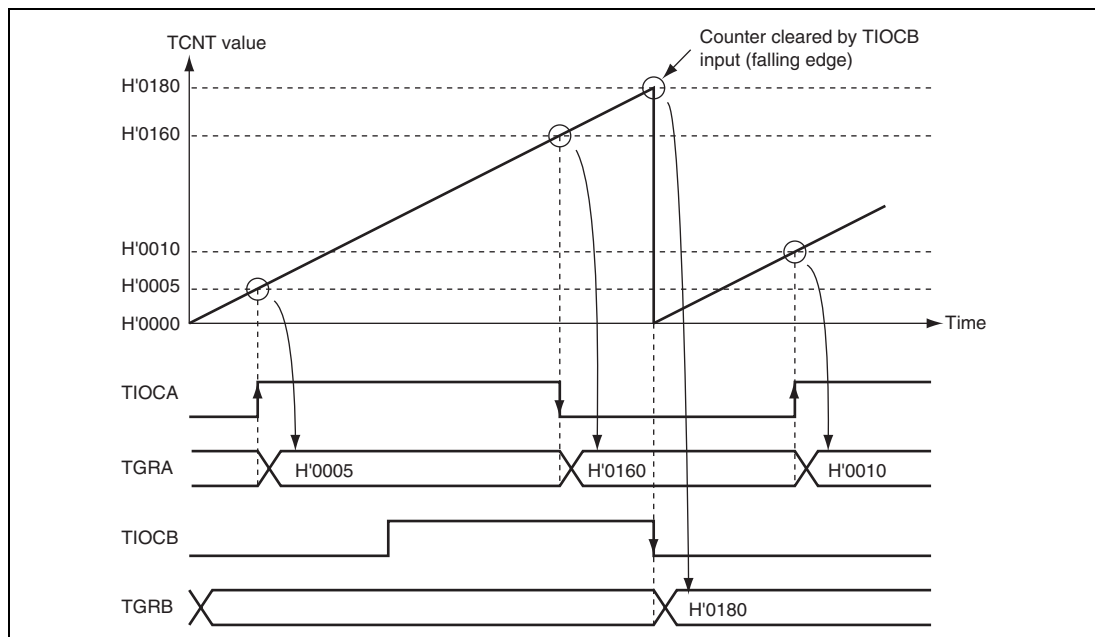 TCNT value
Counter cleared by TIOCB
input (falling edge)
H'0180
H'0160
H'0010
H'0005
H'0000
Time
TIOCA
TGRA
H'0005
H'0160
H'0010
TIOCB
TGRB
H'0180